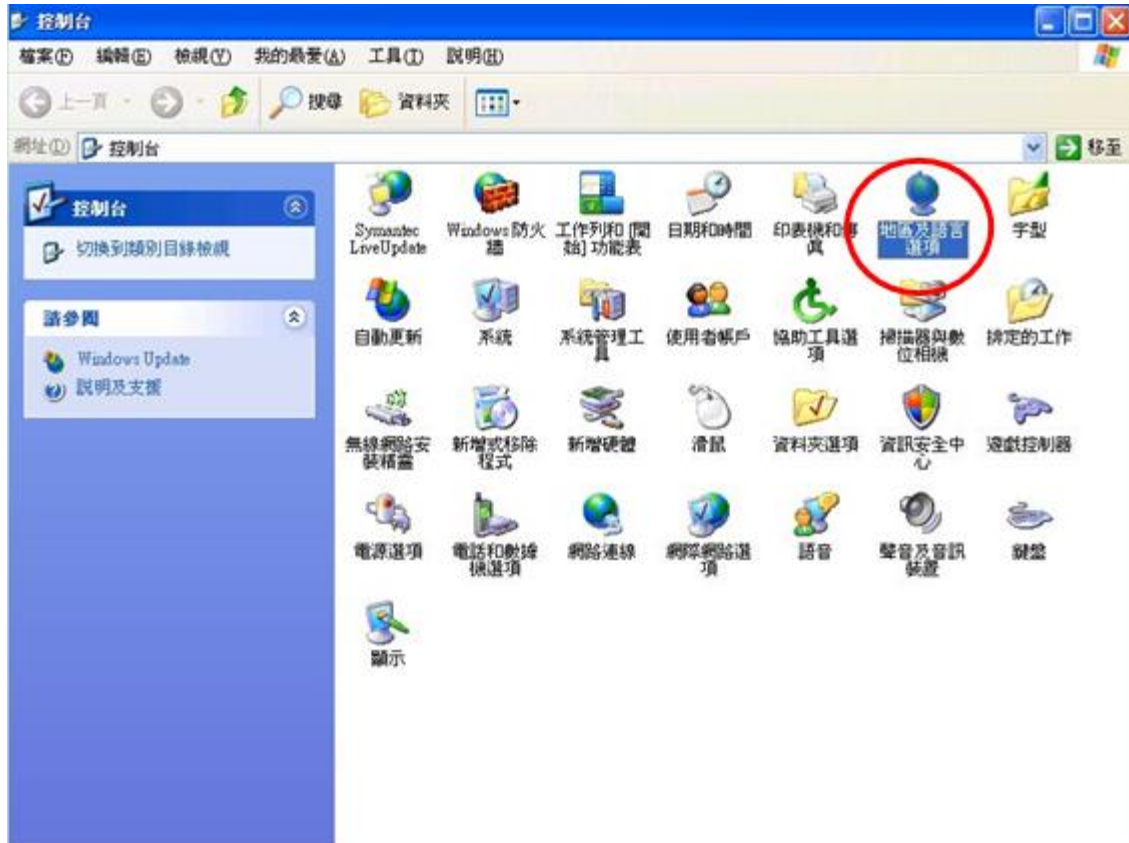 控制台
檔案(F) 編輯(E) 檢視(V) 我的最愛(A) 工具(T) 說明(H)
上一頁 搜尋 資料夾
網址(D) 控制台 移至
控制台
切換到類別目錄檢視
請參閱
Windows Update
說明及支援
Symantec
LiveUpdate
Windows 防火
牆
工作列和 [開
始] 功能表
日期和時間
印表機和傳
真
地區及語言
選項
字型
自動更新
系統
系統管理工
具
使用者帳戶
協助工具選
項
掃描器與數
位相機
排定的工作
無線網路安
裝精靈
新增或移除
程式
新增硬體
滑鼠
資料夾選項
資訊安全中
心
遊戲控制器
電源選項
電話和數據
機選項
網路連線
網際網路選
項
語音
聲音及音訊
裝置
鍵盤
顯示